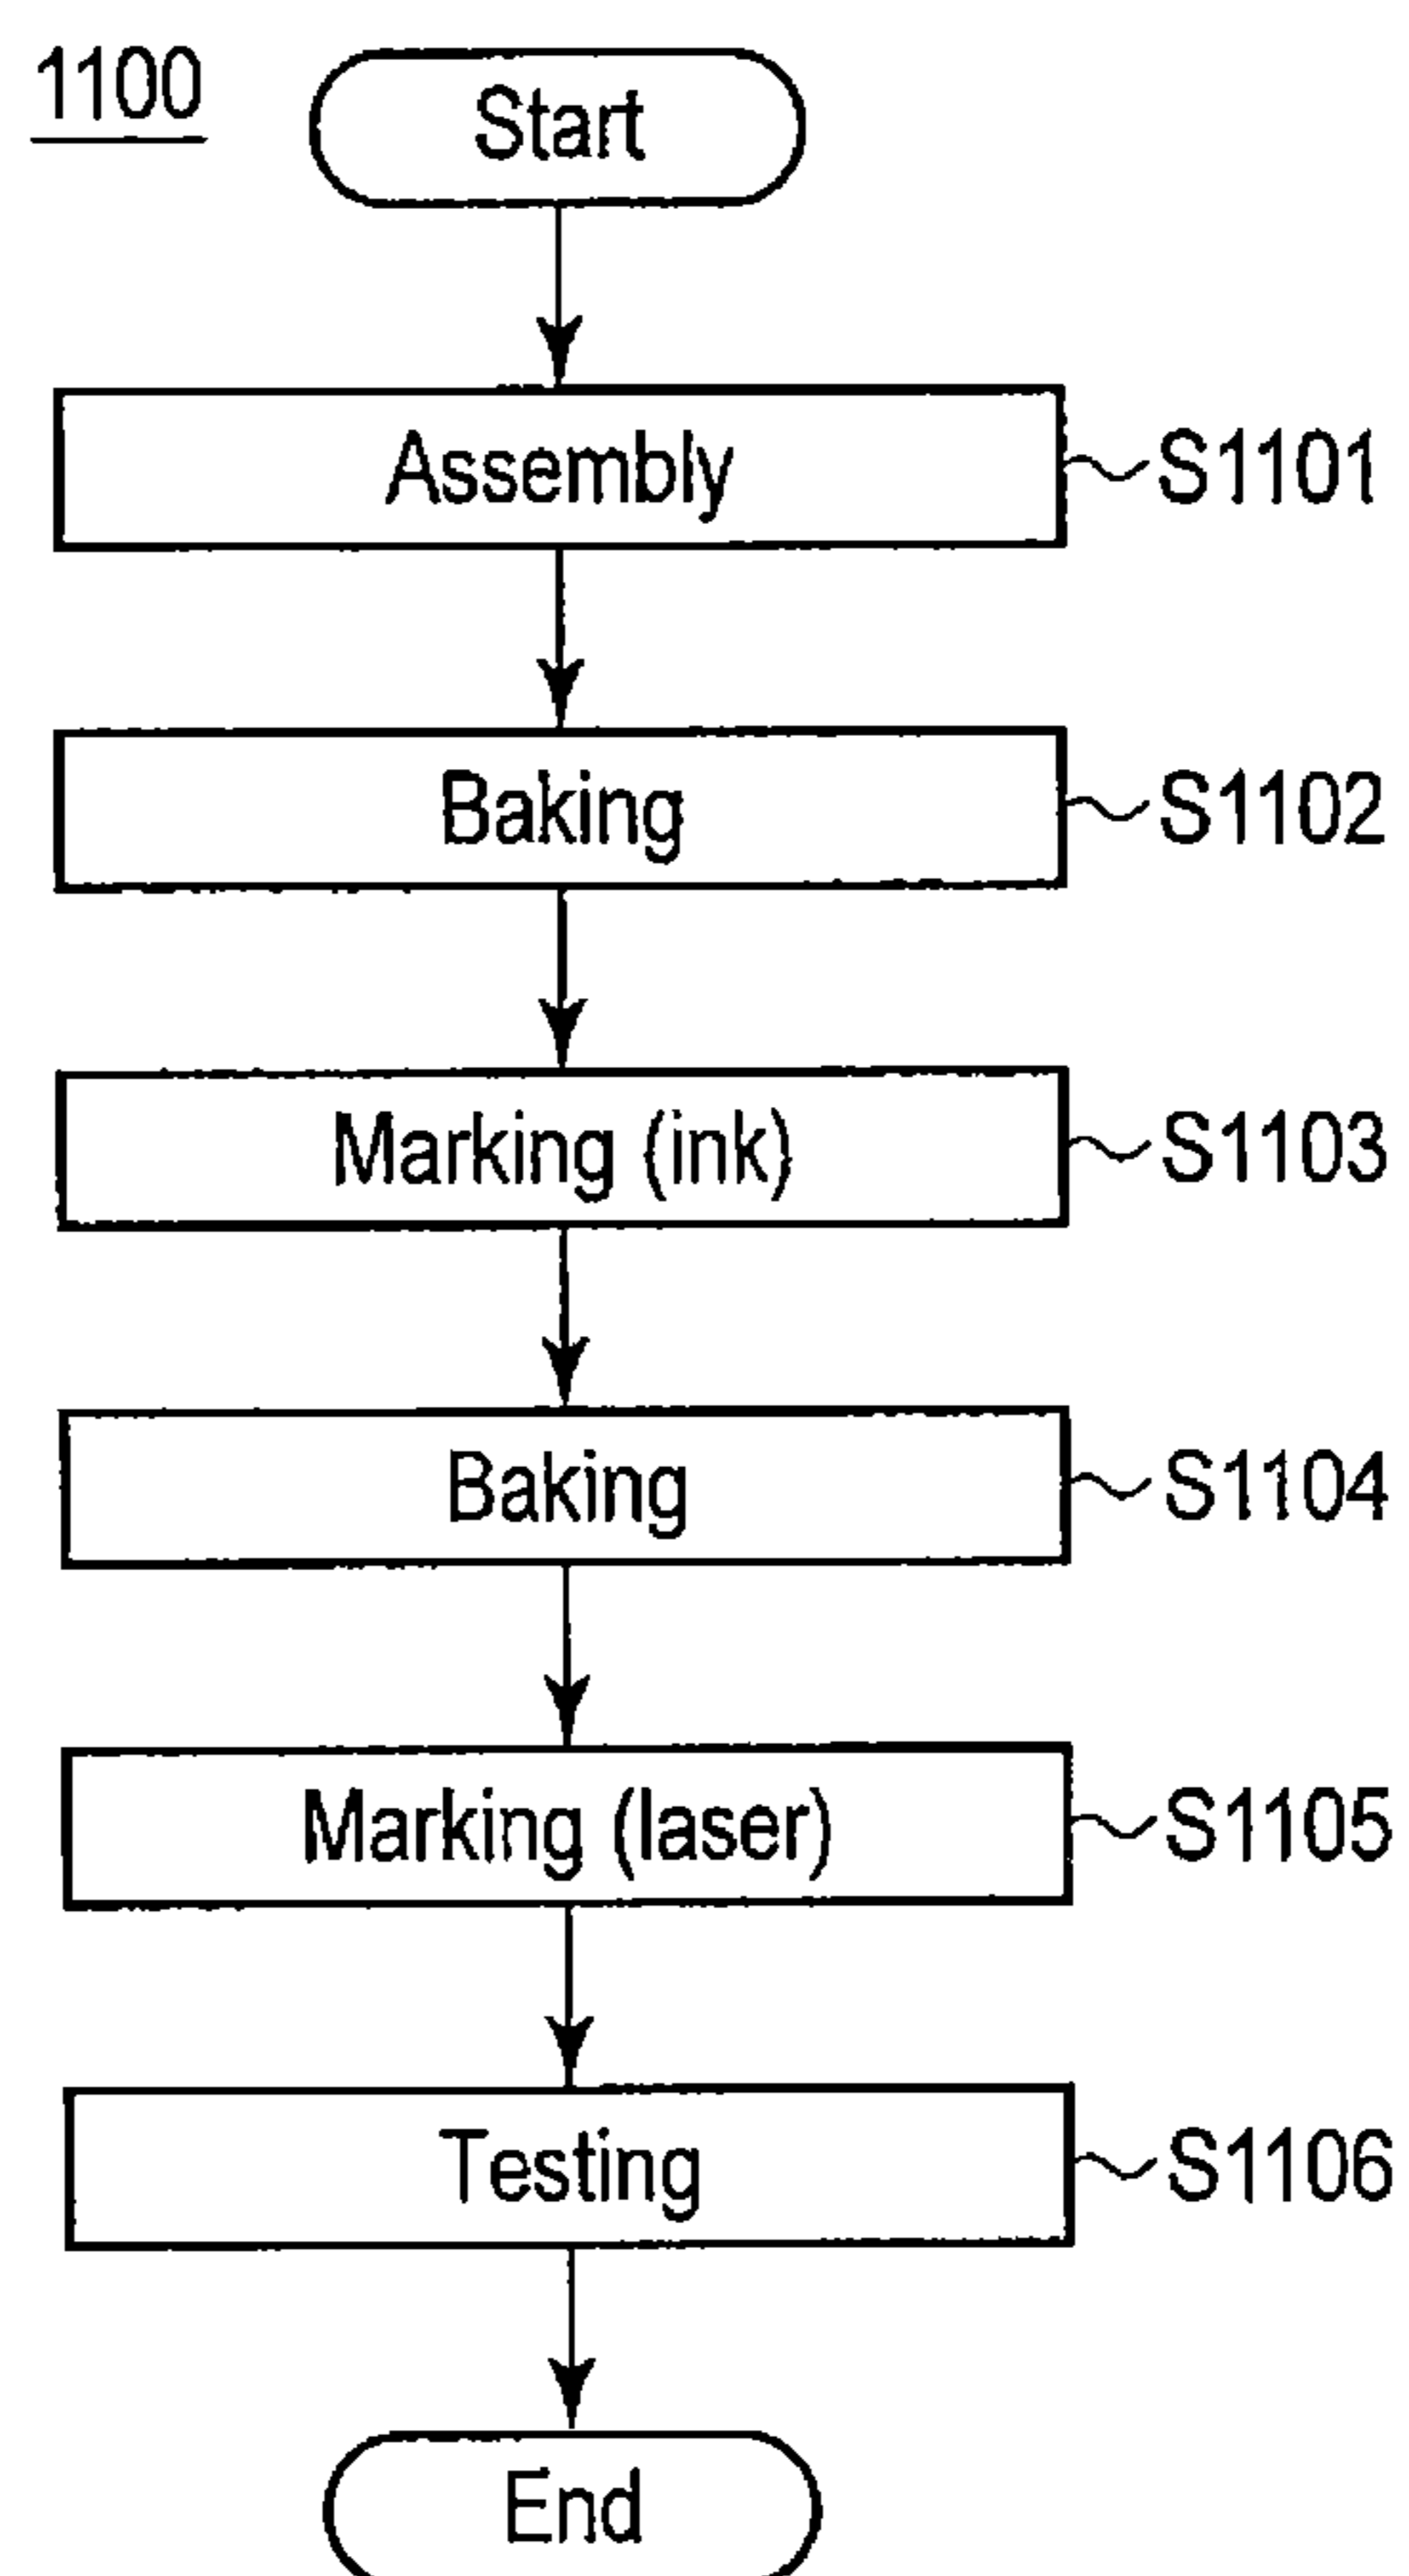 1100
Start
Assembly S1101
Baking S1102
Marking (ink) S1103
Baking S1104
Marking (laser) S1105
Testing S1106
End